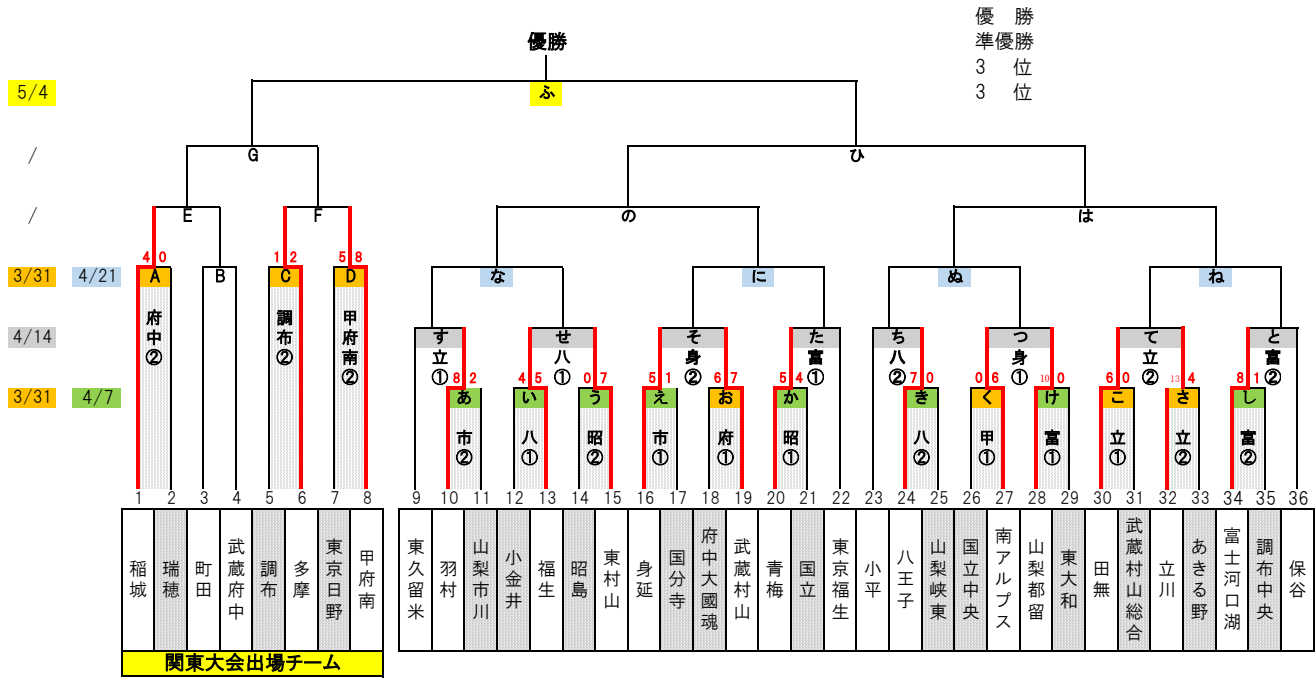 優　勝
準優勝
3　位
3　位
優勝
5/4
ふ
/
G
ひ
/
E
F
の
は
4 0
1 2
5 8
3/31
4/21
A
B
C
D
な
に
ぬ
ね
4/14
す
せ
そ
た
ち
つ
て
と
府中②
調布②
甲府南②
立①
八①
身②
富①
八②
身①
立②
富②
8 2
4 5
0 7
5 1
6 7
5 4
7 0
0 6
10 0
6 0
13 4
8 1
3/31
4/7
あ
い
う
え
お
か
き
く
け
こ
さ
し
市②
八①
昭②
市①
府①
昭①
八②
甲①
富①
立①
立②
富②
1 2 3 4 5 6 7 8 9 10 11 12 13 14 15 16 17 18 19 20 21 22 23 24 25 26 27 28 29 30 31 32 33 34 35 36
稲城
瑞穂
町田
武蔵府中
調布
多摩
東京日野
甲府南
東久留米
羽村
山梨市川
小金井
福生
昭島
東村山
身延
国分寺
府中大國魂
武蔵村山
青梅
国立
東京福生
小平
八王子
山梨峡東
国立中央
南アルプス
山梨都留
東大和
田無
武蔵村山総合
立川
あきる野
富士河口湖
調布中央
保谷
関東大会出場チーム